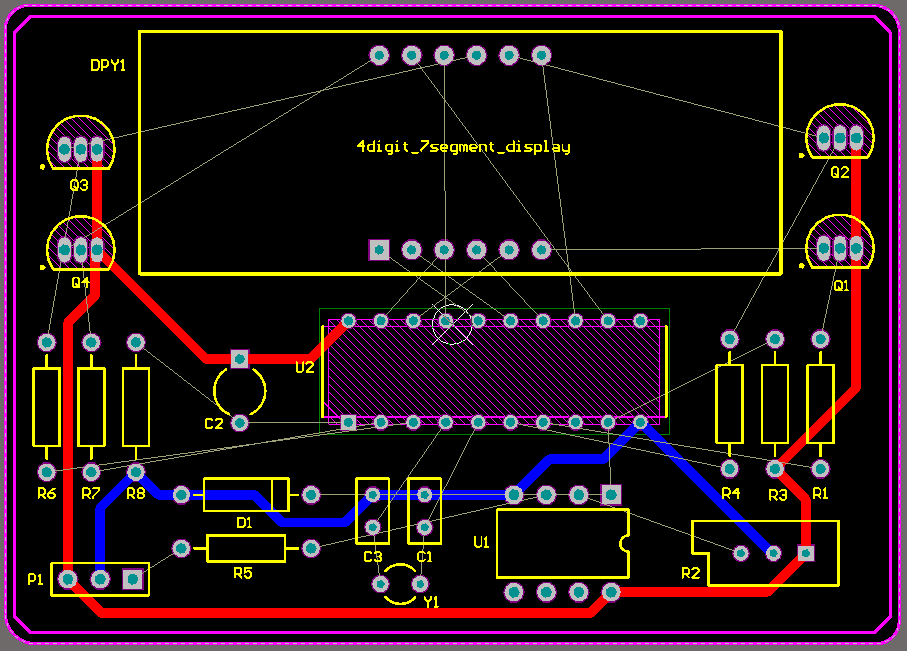 DPY1
4digit_7segment_display
Q3
Q2
Q4
Q1
U2
C2
R6
R7
R8
R4
R3
R1
D1
C3
C1
U1
R5
R2
P1
Y1